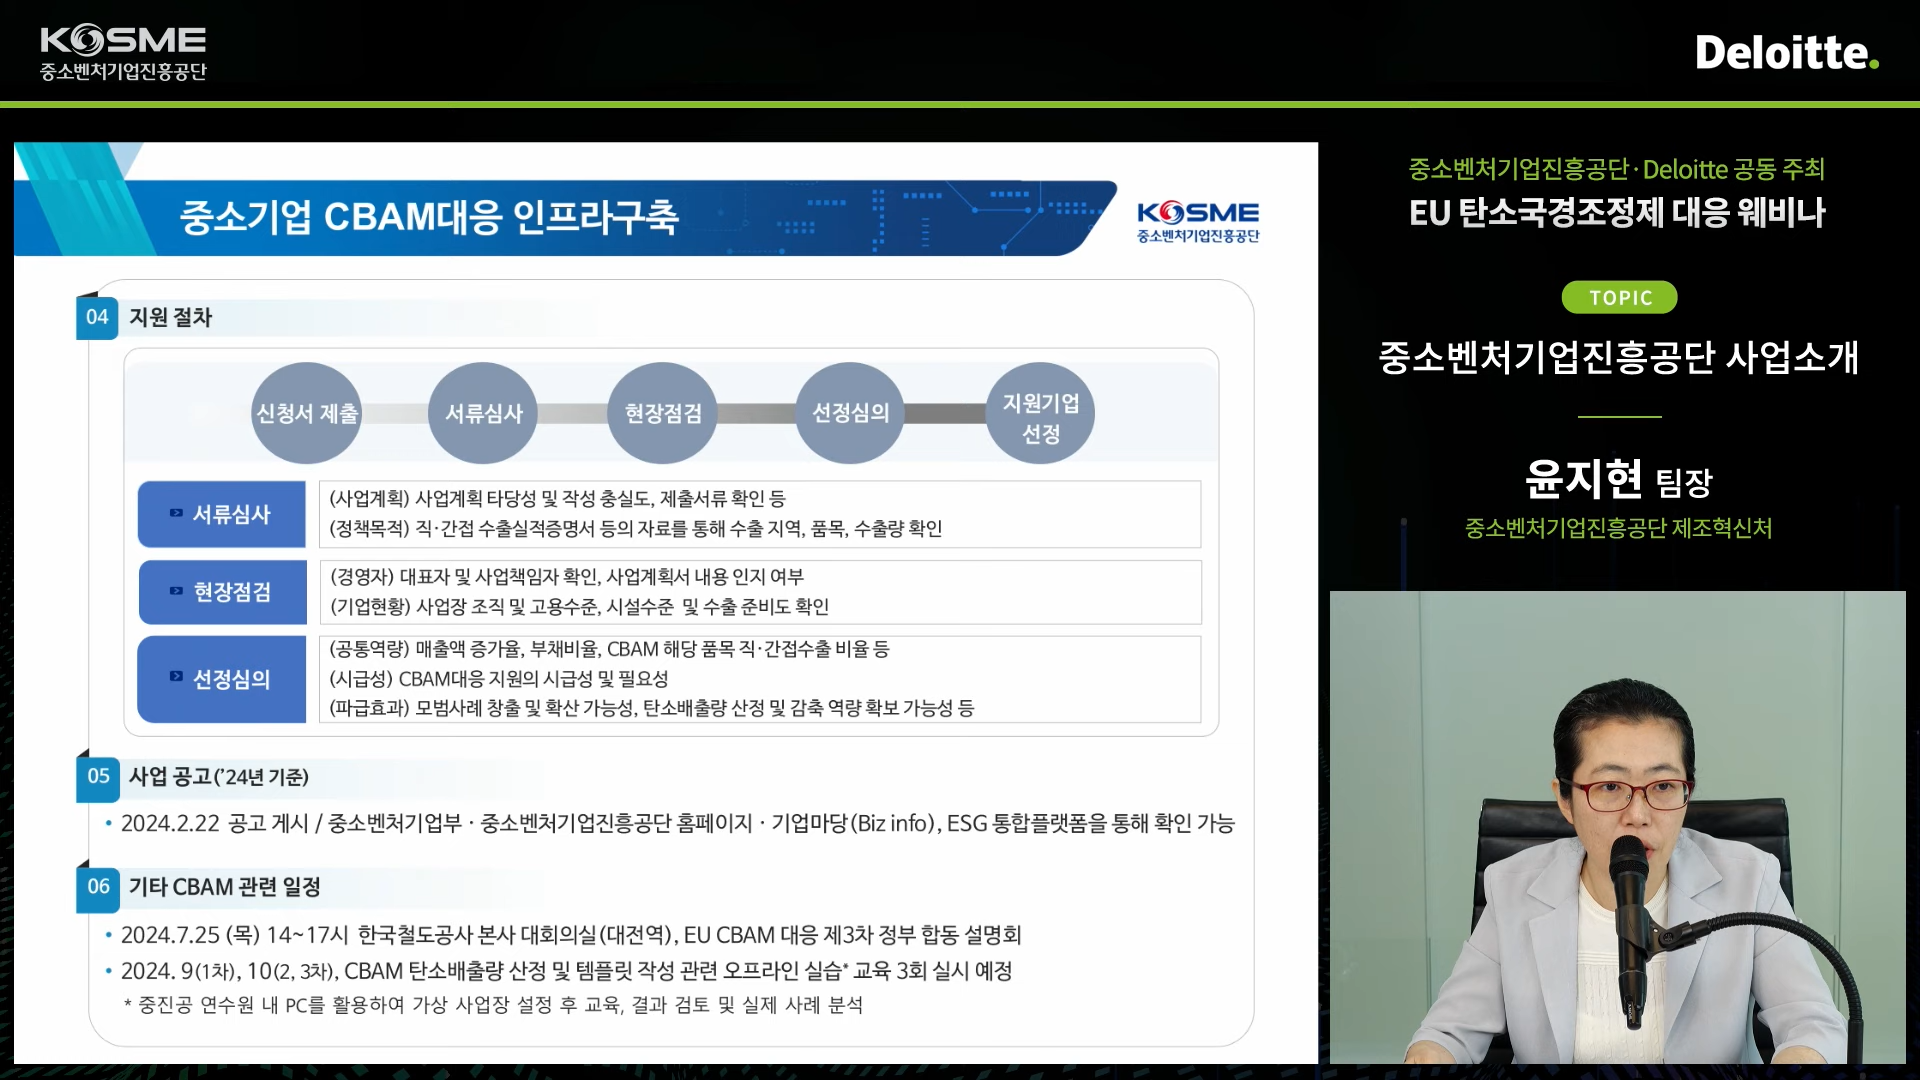 KOSME
중소벤처기업진흥공단
Deloitte.
중소기업 CBAM대응 인프라구축
KOSME
중소벤처기업진흥공단
04 지원 절차
신청서 제출
서류심사
현장점검
선정심의
지원기업
선정
서류심사
(사업계획) 사업계획 타당성 및 작성 충실도, 제출서류 확인 등
(정책목적) 직·간접 수출실적증명서 등의 자료를 통해 수출 지역, 품목, 수출량 확인
현장점검
(경영자) 대표자 및 사업책임자 확인, 사업계획서 내용 인지 여부
(기업현황) 사업장 조직 및 고용수준, 시설수준 및 수출 준비도 확인
선정심의
(공통역량) 매출액 증가율, 부채비율, CBAM 해당 품목 직·간접수출 비율 등
(시급성) CBAM대응 지원의 시급성 및 필요성
(파급효과) 모범사례 창출 및 확산 가능성, 탄소배출량 산정 및 감축 역량 확보 가능성 등
05 사업 공고(’24년 기준)
• 2024.2.22 공고 게시 / 중소벤처기업부 · 중소벤처기업진흥공단 홈페이지 · 기업마당(Biz info), ESG 통합플랫폼을 통해 확인 가능
06 기타 CBAM 관련 일정
• 2024.7.25 (목) 14~17시 한국철도공사 본사 대회의실(대전역), EU CBAM 대응 제3차 정부 합동 설명회
• 2024. 9(1차), 10(2, 3차), CBAM 탄소배출량 산정 및 템플릿 작성 관련 오프라인 실습* 교육 3회 실시 예정
* 중진공 연수원 내 PC를 활용하여 가상 사업장 설정 후 교육, 결과 검토 및 실제 사례 분석
중소벤처기업진흥공단·Deloitte 공동 주최
EU 탄소국경조정제 대응 웨비나
TOPIC
중소벤처기업진흥공단 사업소개
윤지현 팀장
중소벤처기업진흥공단 제조혁신처